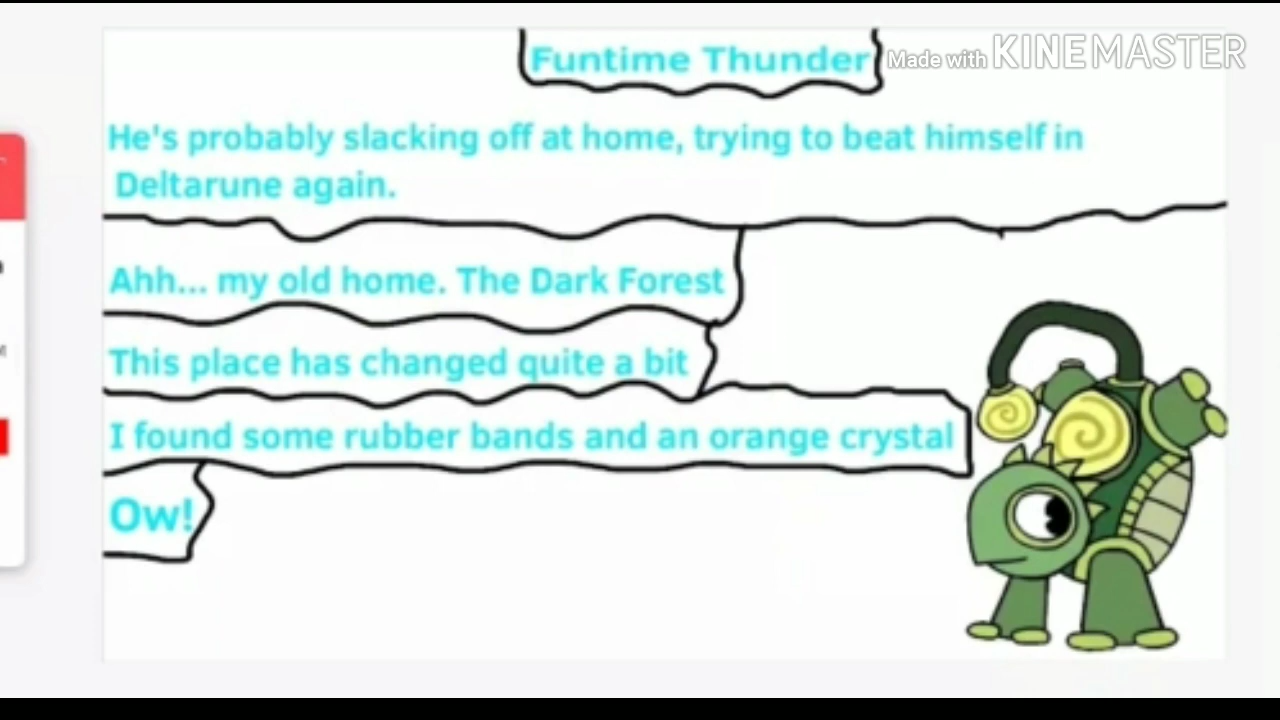 Funtime Thunder
Made with KINEMASTER
He's probably slacking off at home, trying to beat himself in
Deltarune again.
Ahh... my old home. The Dark Forest
This place has changed quite a bit
I found some rubber bands and an orange crystal
Ow!